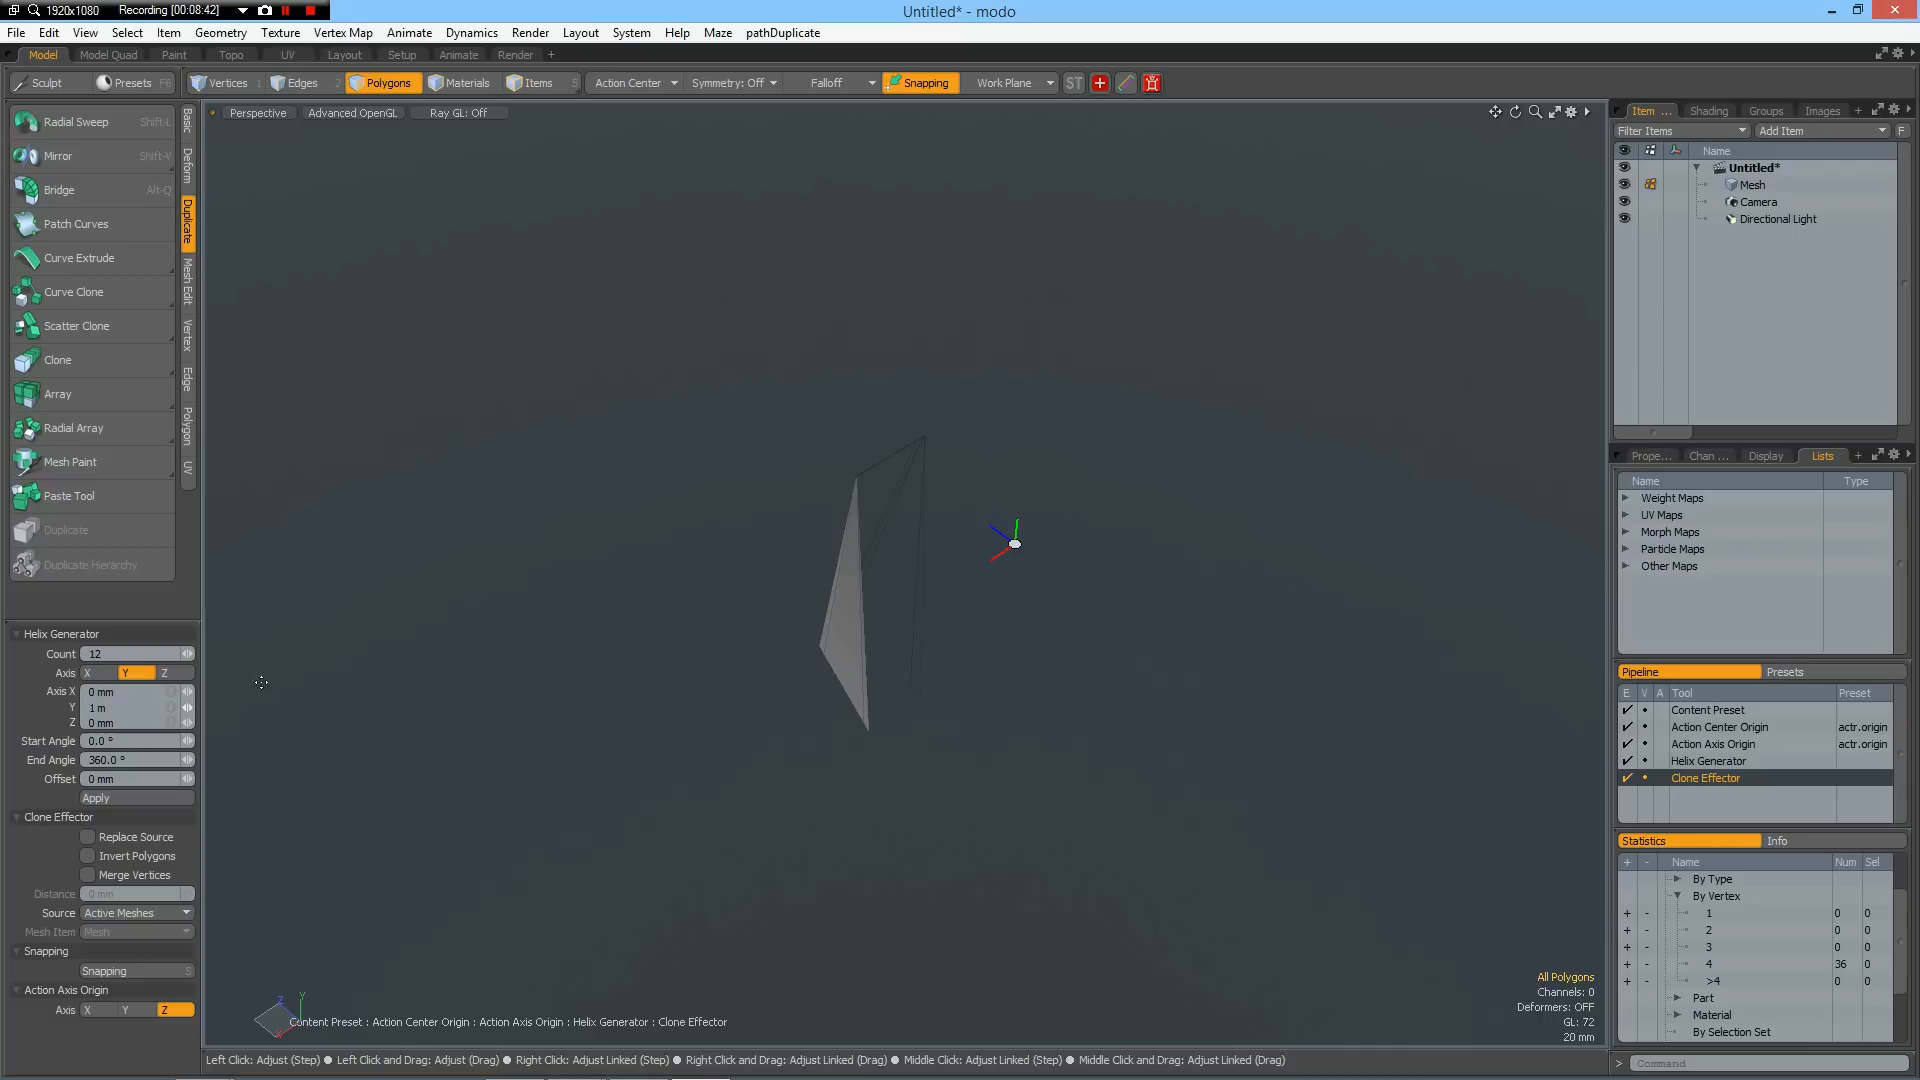 1920x1080 Recording [00:08:42]
Untitled* - modo
File Edit View Select Item Geometry Texture Vertex Map Animate Dynamics Render Layout System Help Maze pathDuplicate
Model Model Quad Paint Topo UV Layout Setup Animate Render +
Sculpt Presets F6 Vertices 1 Edges 2 Polygons Materials Items 5 Action Center Symmetry: Off Falloff Snapping Work Plane ST
Perspective Advanced OpenGL Ray GL: Off
Radial Sweep Shift-L
Mirror Shift-V
Bridge Alt-Q
Patch Curves
Curve Extrude
Curve Clone
Scatter Clone
Clone
Array
Radial Array
Mesh Paint
Paste Tool
Duplicate
Duplicate Hierarchy
Basic
Deform
Duplicate
Mesh Edit
Vertex
Edge
Polygon
UV
Helix Generator
Count 12
Axis X Y Z
Axis X 0 mm
Y 1 m
Z 0 mm
Start Angle 0.0 °
End Angle 360.0 °
Offset 0 mm
Apply
Clone Effector
Replace Source
Invert Polygons
Merge Vertices
Distance 0 mm
Source Active Meshes
Mesh Item Mesh
Snapping
Snapping S
Action Axis Origin
Axis X Y Z
Z Y X
Content Preset : Action Center Origin : Action Axis Origin : Helix Generator : Clone Effector
All Polygons
Channels: 0
Deformers: OFF
GL: 72
20 mm
Left Click: Adjust (Step) ● Left Click and Drag: Adjust (Drag) ● Right Click: Adjust Linked (Step) ● Right Click and Drag: Adjust Linked (Drag) ● Middle Click: Adjust Linked (Step) ● Middle Click and Drag: Adjust Linked (Drag)
Item ... Shading Groups Images +
Filter Items Add Item F
Name
Untitled*
Mesh
Camera
Directional Light
Prope... Chan ... Display Lists +
Name Type
Weight Maps
UV Maps
Morph Maps
Particle Maps
Other Maps
Pipeline Presets
E V A Tool Preset
Content Preset
Action Center Origin actr.origin
Action Axis Origin actr.origin
Helix Generator
Clone Effector
Statistics Info
+ - Name Num Sel
By Type
By Vertex
+ - 1 0 0
+ - 2 0 0
+ - 3 0 0
+ - 4 36 0
+ - >4 0 0
Part
Material
By Selection Set
> Command